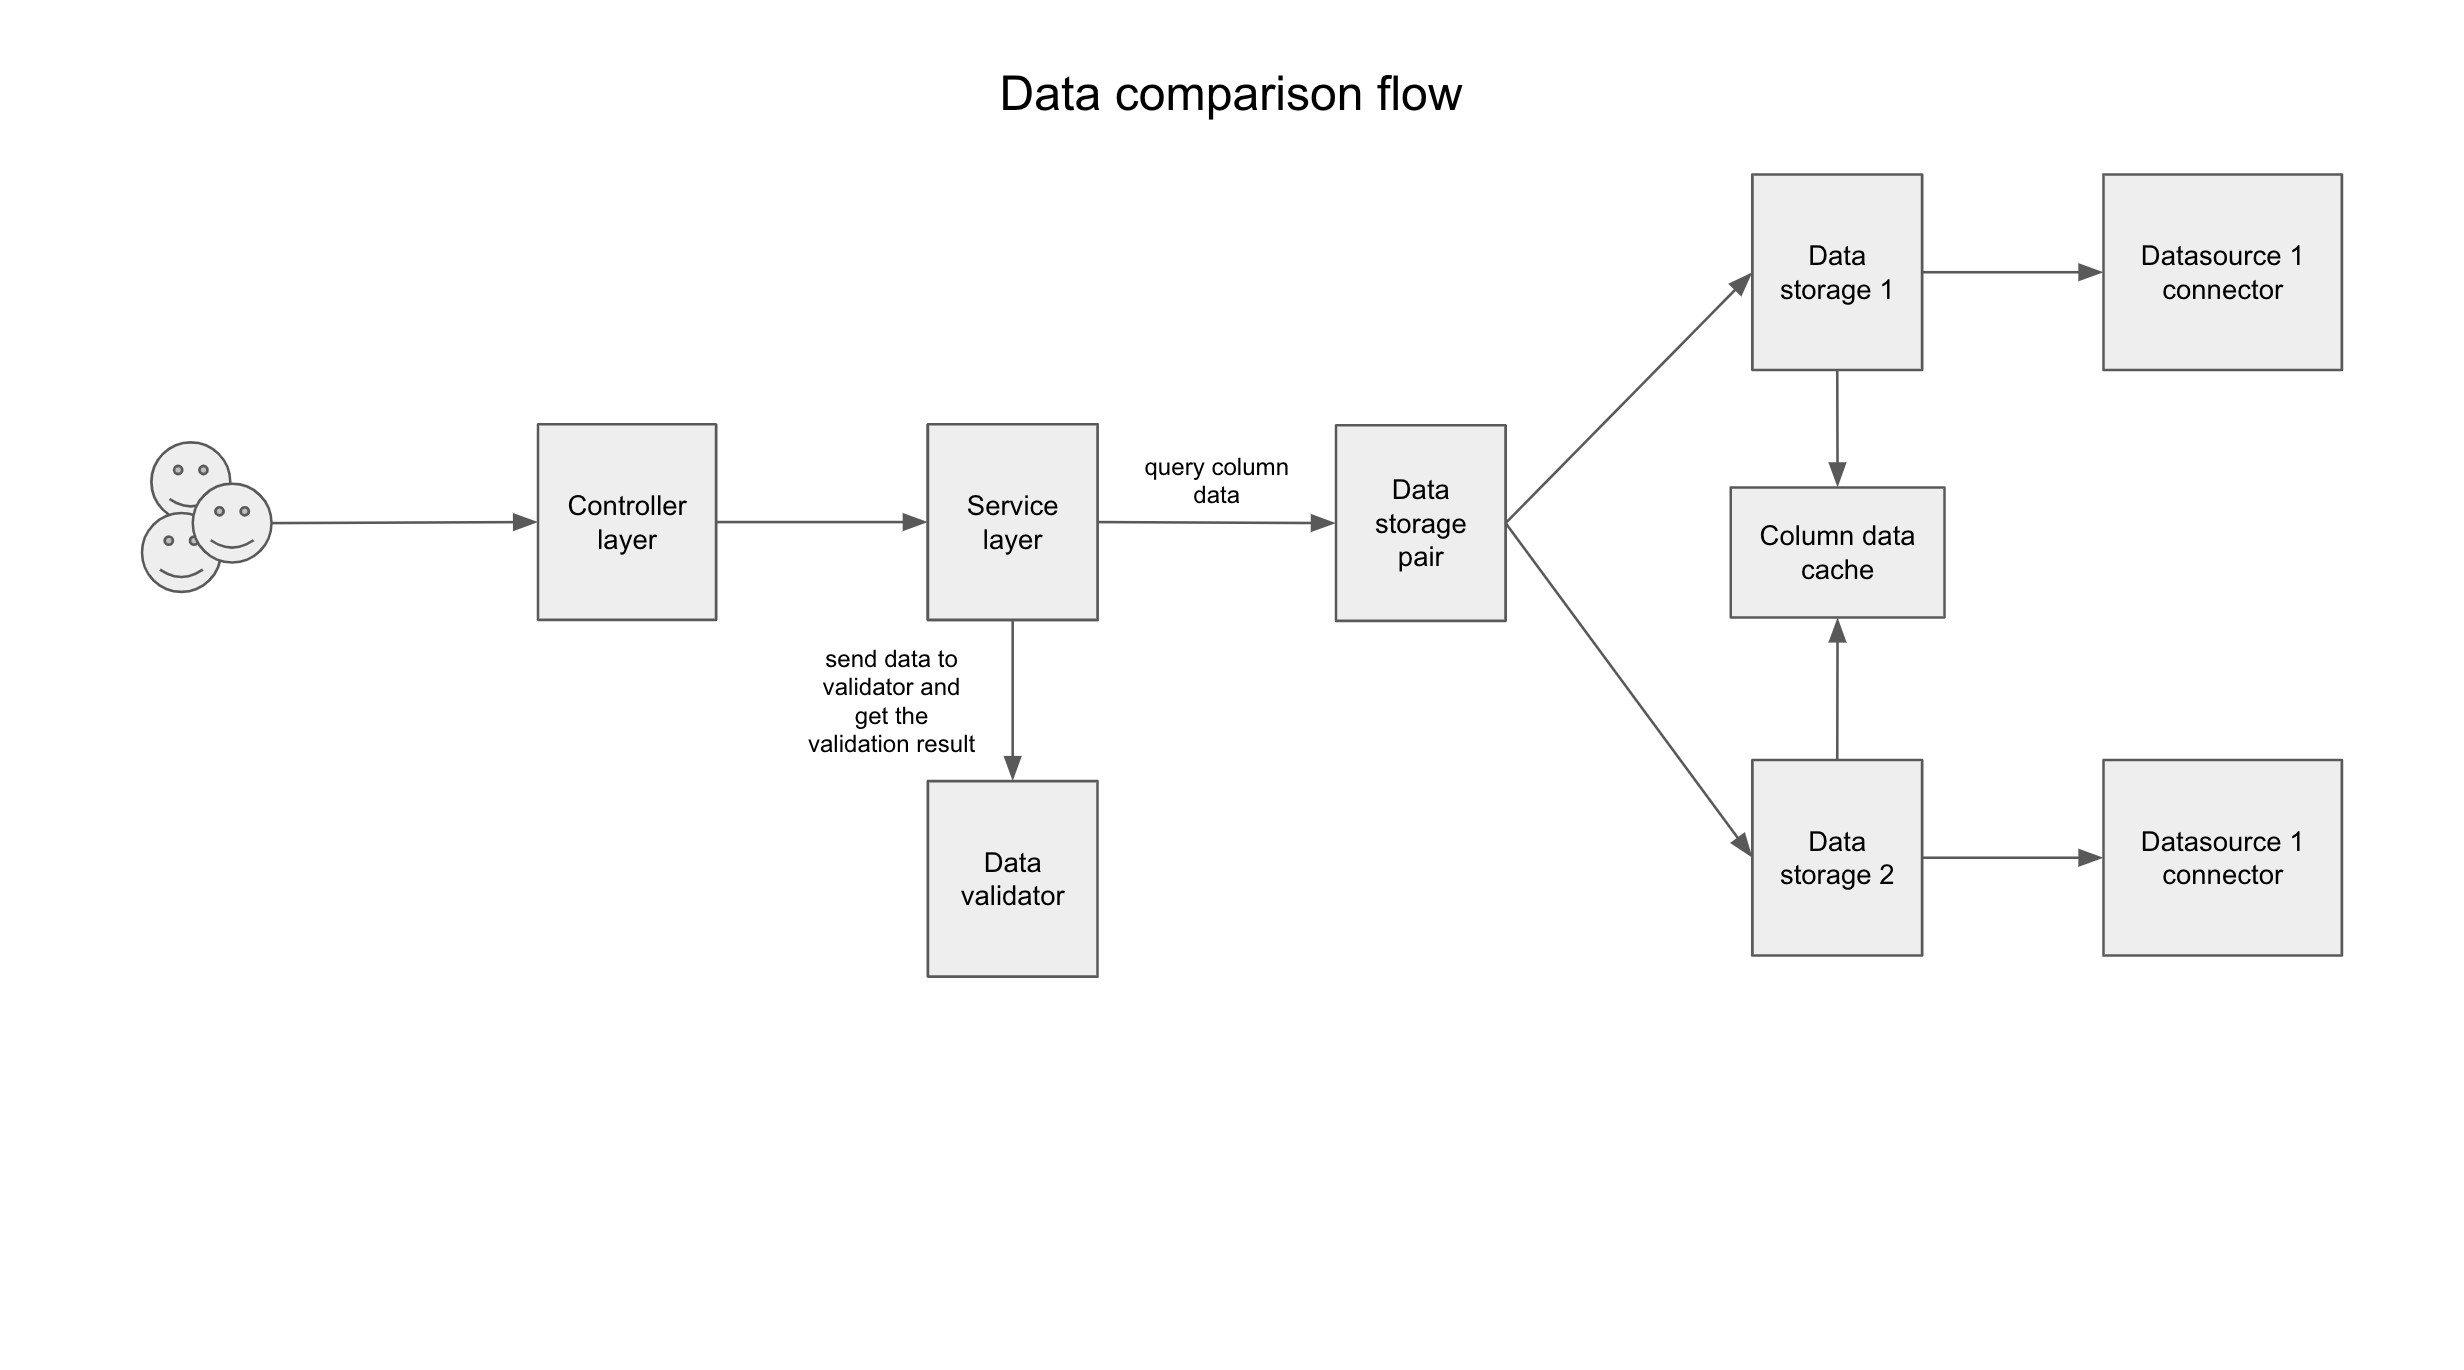 Data comparison flow
Data
storage 1
Datasource 1
connector
Controller
layer
Service
layer
query column
data
Data
storage
pair
Column data
cache
send data to
validator and
get the
validation result
Data
validator
Data
storage 2
Datasource 1
connector